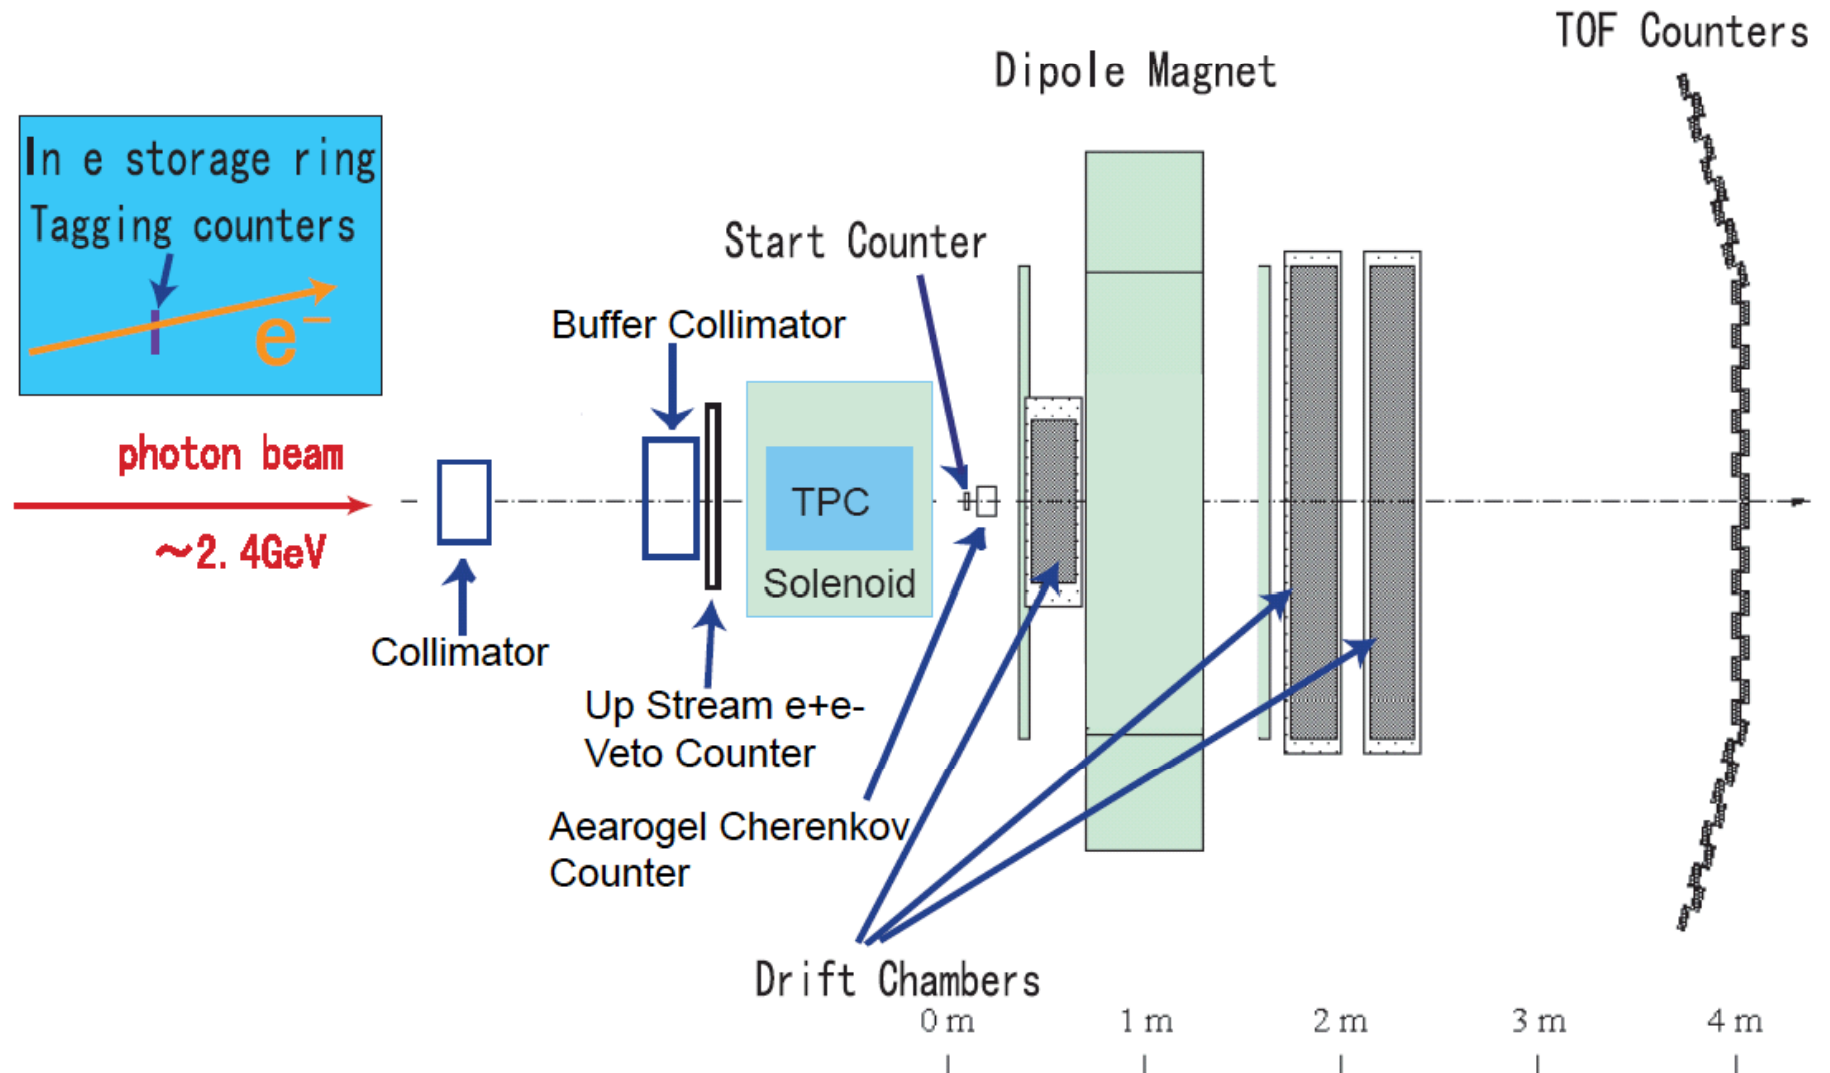 TOF Counters
Dipole Magnet
In e storage ring
Tagging counters
e−
Start Counter
Buffer Collimator
photon beam
～2.4GeV
TPC
Solenoid
Collimator
Up Stream e+e-
Veto Counter
Aearogel Cherenkov
Counter
Drift Chambers
0 m 1 m 2 m 3 m 4 m